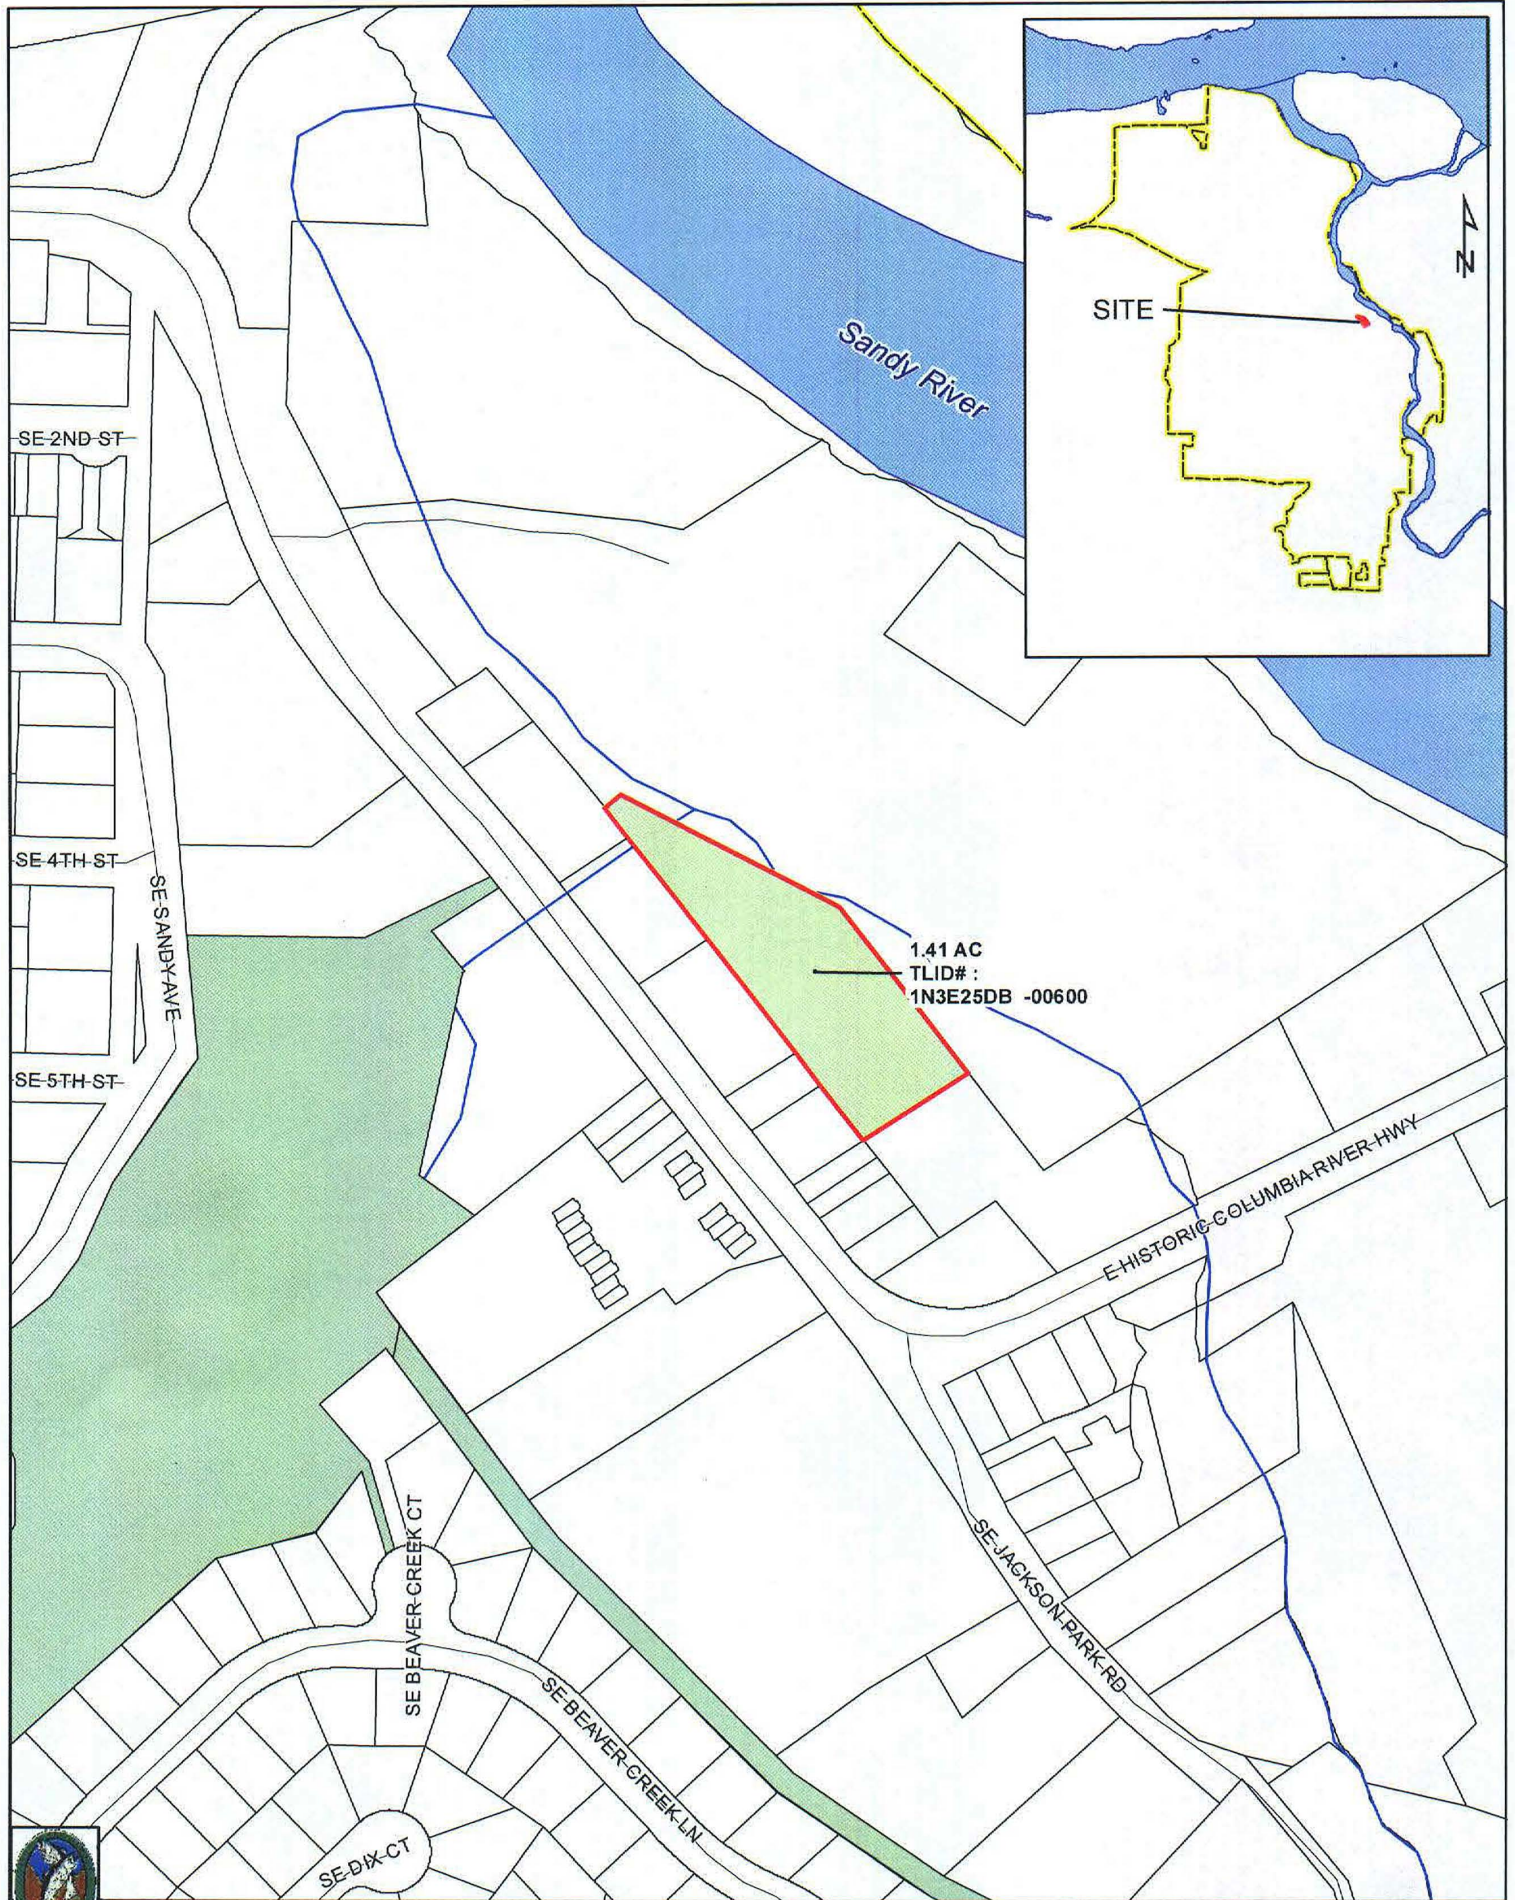 Sandy River
SITE
N
SE 2ND ST
SE 4TH ST
SE SANDY AVE
1.41 AC
TLID# :
1N3E25DB -00600
SE 5TH ST
E HISTORIC COLUMBIA RIVER HWY
SE BEAVER CREEK CT
SE JACKSON PARK RD
SE BEAVER CREEK LN
SE DIX CT